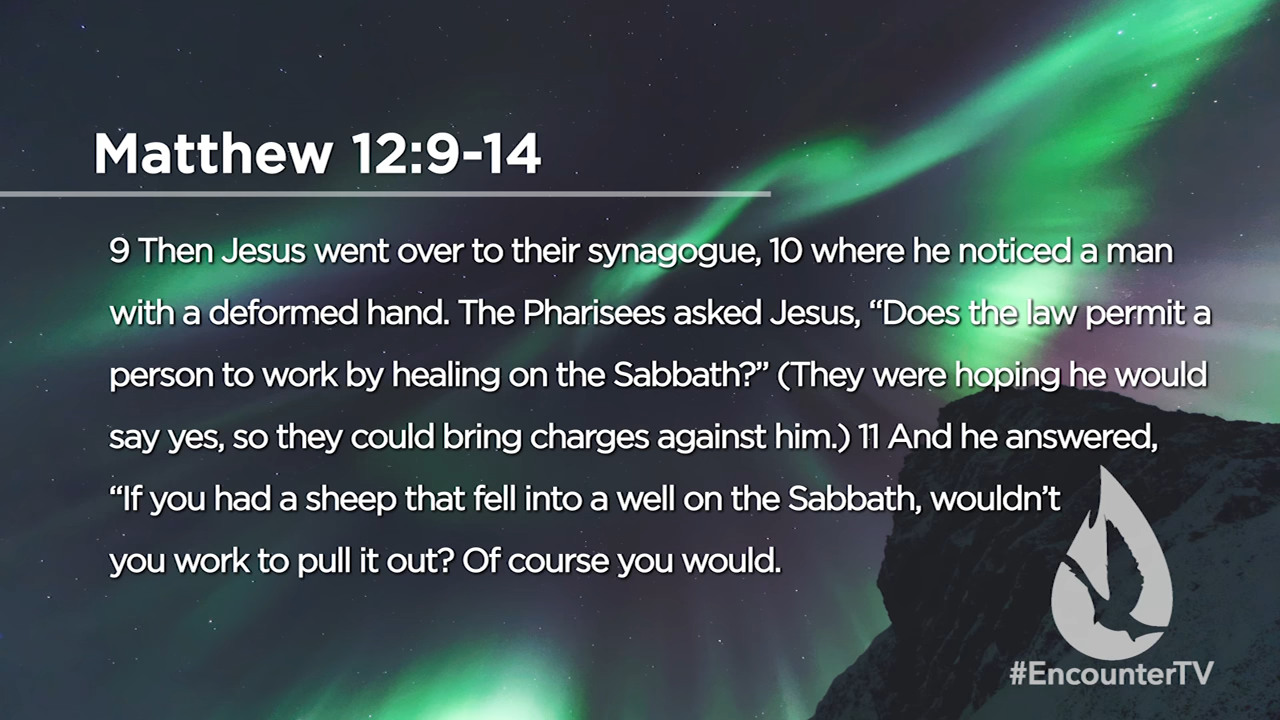 Matthew 12:9-14
9 Then Jesus went over to their synagogue, 10 where he noticed a man
with a deformed hand. The Pharisees asked Jesus, “Does the law permit a
person to work by healing on the Sabbath?” (They were hoping he would
say yes, so they could bring charges against him.) 11 And he answered,
“If you had a sheep that fell into a well on the Sabbath, wouldn’t
you work to pull it out? Of course you would.
#EncounterTV